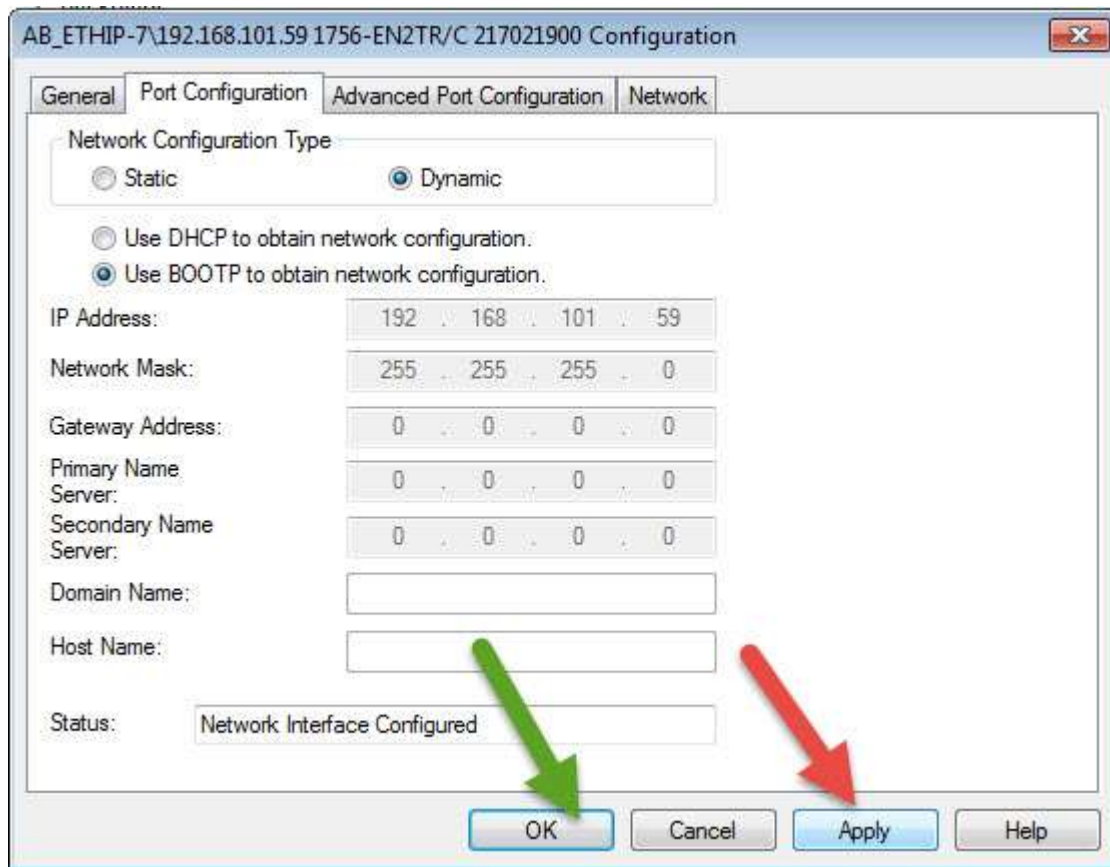 AB_ETHIP-7\192.168.101.59 1756-EN2TR/C 217021900 Configuration
General Port Configuration Advanced Port Configuration Network
Network Configuration Type
Static Dynamic
Use DHCP to obtain network configuration.
Use BOOTP to obtain network configuration.
IP Address: 192 . 168 . 101 . 59
Network Mask: 255 . 255 . 255 . 0
Gateway Address: 0 . 0 . 0 . 0
Primary Name
Server: 0 . 0 . 0 . 0
Secondary Name
Server: 0 . 0 . 0 . 0
Domain Name:
Host Name:
Status: Network Interface Configured
OK Cancel Apply Help